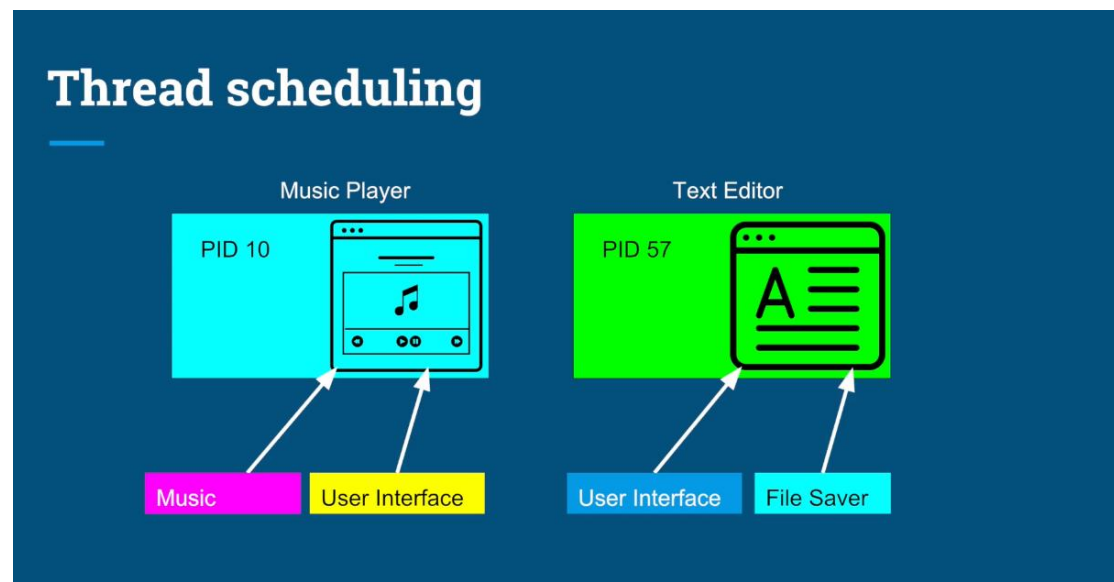 Thread scheduling
Music Player
Text Editor
PID 10
PID 57
A
Music
User Interface
User Interface
File Saver